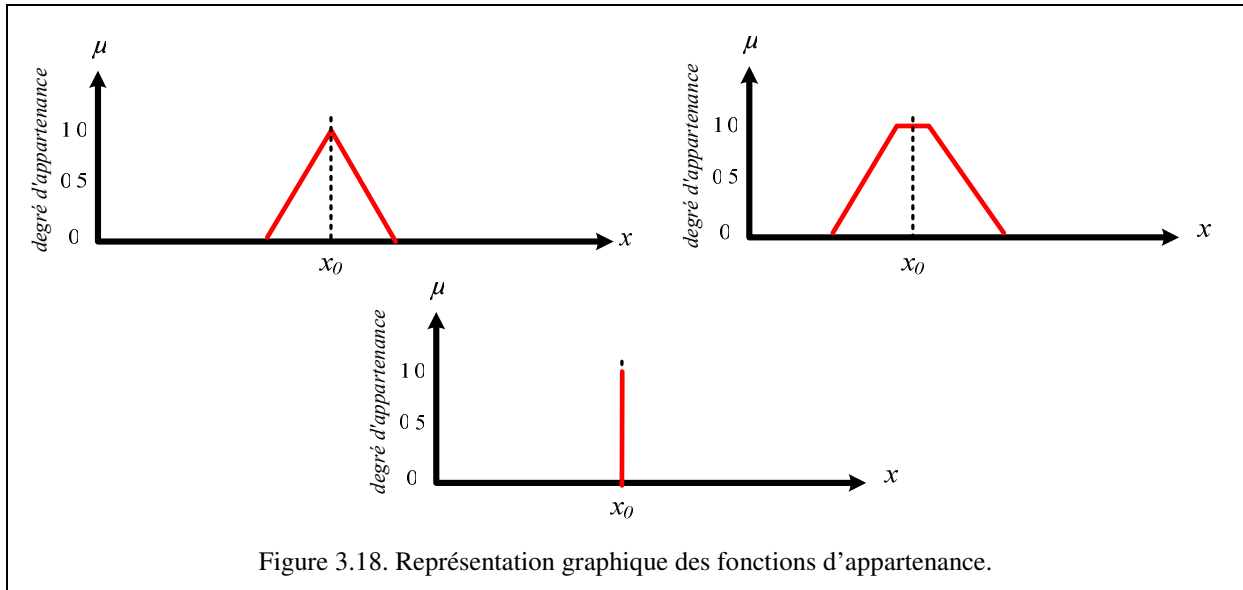 μ
degré d'appartenance
1 0
0 5
0
x
x0
μ
degré d'appartenance
1 0
0 5
0
x
x0
μ
degré d'appartenance
1 0
0 5
0
x
x0
Figure 3.18. Représentation graphique des fonctions d’appartenance.